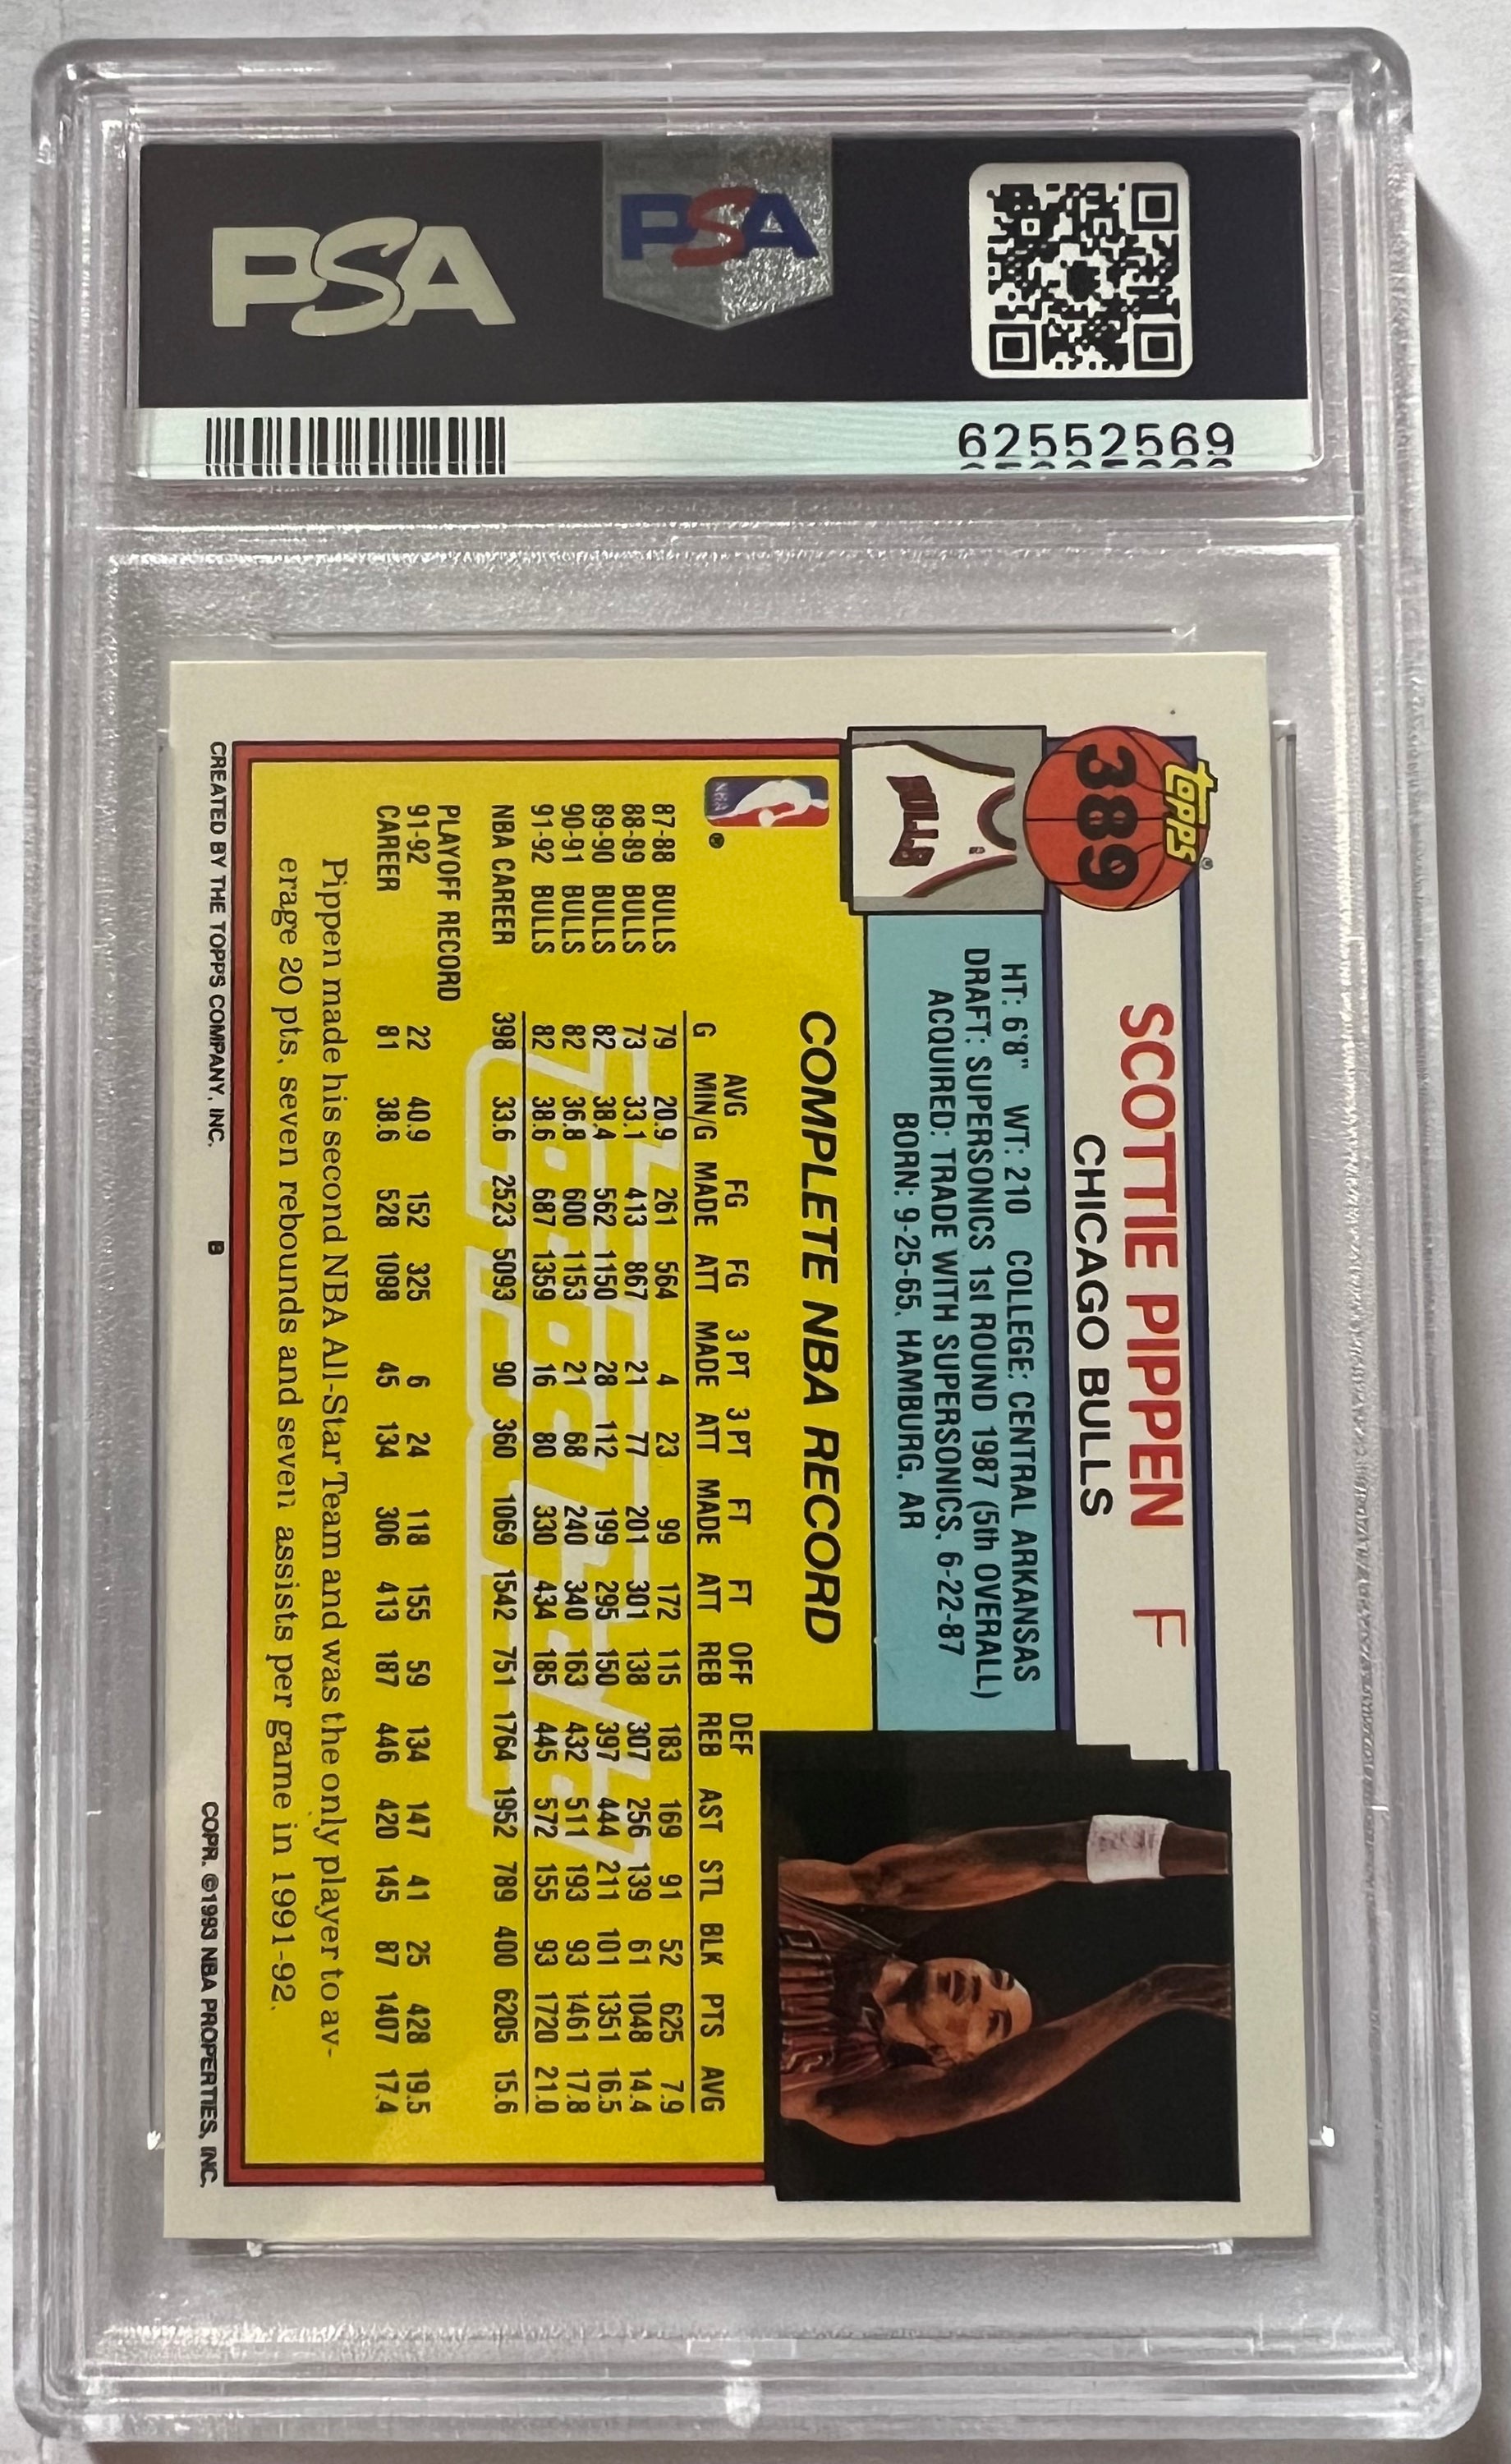 PSA
PSA
62552569
topps®
389
SCOTTIE PIPPEN F
CHICAGO BULLS
BULLS
HT: 6'8" WT: 210 COLLEGE: CENTRAL ARKANSAS
DRAFT: SUPERSONICS 1st ROUND 1987 (5th OVERALL)
ACQUIRED: TRADE WITH SUPERSONICS, 6-22-87
BORN: 9-25-65, HAMBURG, AR
COMPLETE NBA RECORD
NBA ®
AVG FG FG 3 PT 3 PT FT FT OFF DEF
G MIN/G MADE ATT MADE ATT MADE ATT REB REB AST STL BLK PTS AVG
87-88 BULLS 79 20.9 261 564 4 23 99 172 115 183 169 91 52 625 7.9
88-89 BULLS 73 33.1 413 867 21 77 201 301 138 307 256 139 61 1048 14.4
89-90 BULLS 82 38.4 562 1150 28 112 199 295 150 397 444 211 101 1351 16.5
90-91 BULLS 82 36.8 600 1153 21 68 240 340 163 432 511 193 93 1461 17.8
91-92 BULLS 82 38.6 687 1359 16 80 330 434 185 445 572 155 93 1720 21.0
NBA CAREER 398 33.6 2523 5093 90 360 1069 1542 751 1764 1952 789 400 6205 15.6
PLAYOFF RECORD
91-92 22 40.9 152 325 6 24 118 155 59 134 147 41 25 428 19.5
CAREER 81 38.6 528 1098 45 134 306 413 187 446 420 145 87 1407 17.4
Pippen made his second NBA All-Star Team and was the only player to av-
erage 20 pts, seven rebounds and seven assists per game in 1991-92.
CREATED BY THE TOPPS COMPANY, INC. B COPR. ©1993 NBA PROPERTIES, INC.